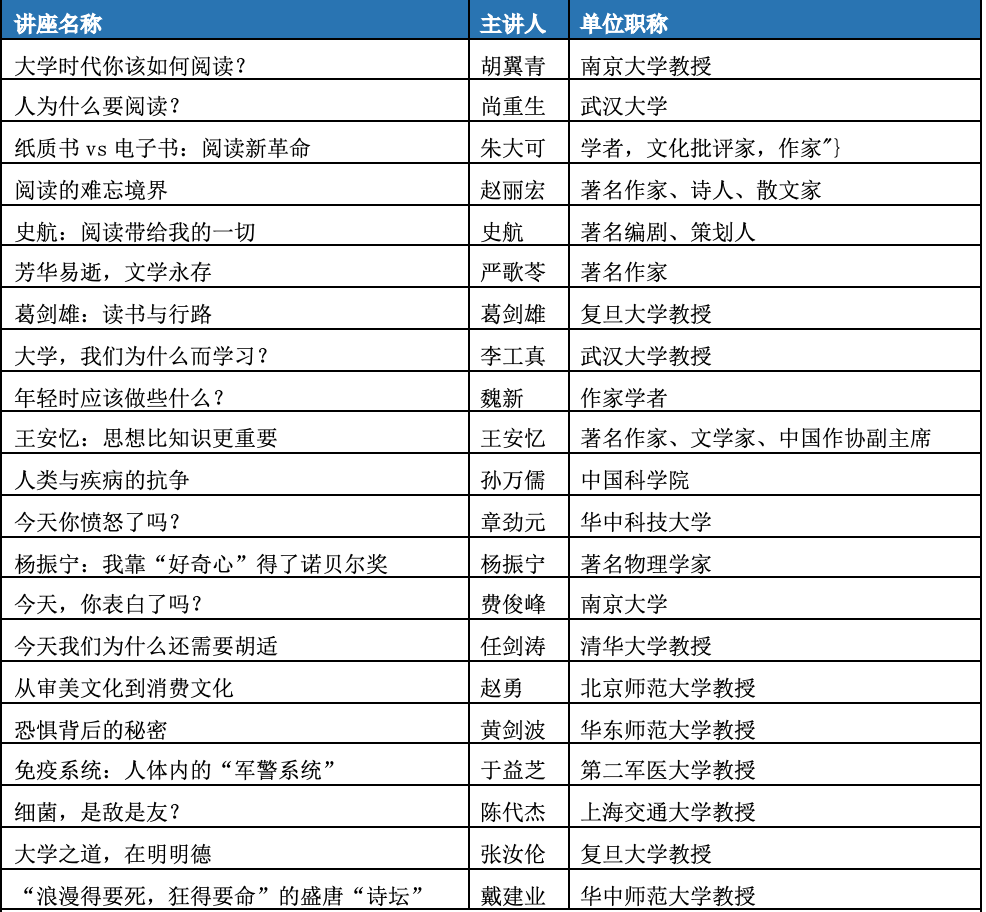 讲座名称 主讲人 单位职称
大学时代你该如何阅读？ 胡翼青 南京大学教授
人为什么要阅读？ 尚重生 武汉大学
纸质书 vs 电子书：阅读新革命 朱大可 学者，文化批评家，作家"}
阅读的难忘境界 赵丽宏 著名作家、诗人、散文家
史航：阅读带给我的一切 史航 著名编剧、策划人
芳华易逝，文学永存 严歌苓 著名作家
葛剑雄：读书与行路 葛剑雄 复旦大学教授
大学，我们为什么而学习？ 李工真 武汉大学教授
年轻时应该做些什么？ 魏新 作家学者
王安忆：思想比知识更重要 王安忆 著名作家、文学家、中国作协副主席
人类与疾病的抗争 孙万儒 中国科学院
今天你愤怒了吗？ 章劲元 华中科技大学
杨振宁：我靠“好奇心”得了诺贝尔奖 杨振宁 著名物理学家
今天，你表白了吗？ 费俊峰 南京大学
今天我们为什么还需要胡适 任剑涛 清华大学教授
从审美文化到消费文化 赵勇 北京师范大学教授
恐惧背后的秘密 黄剑波 华东师范大学教授
免疫系统：人体内的“军警系统” 于益芝 第二军医大学教授
细菌，是敌是友？ 陈代杰 上海交通大学教授
大学之道，在明明德 张汝伦 复旦大学教授
“浪漫得要死，狂得要命”的盛唐“诗坛” 戴建业 华中师范大学教授